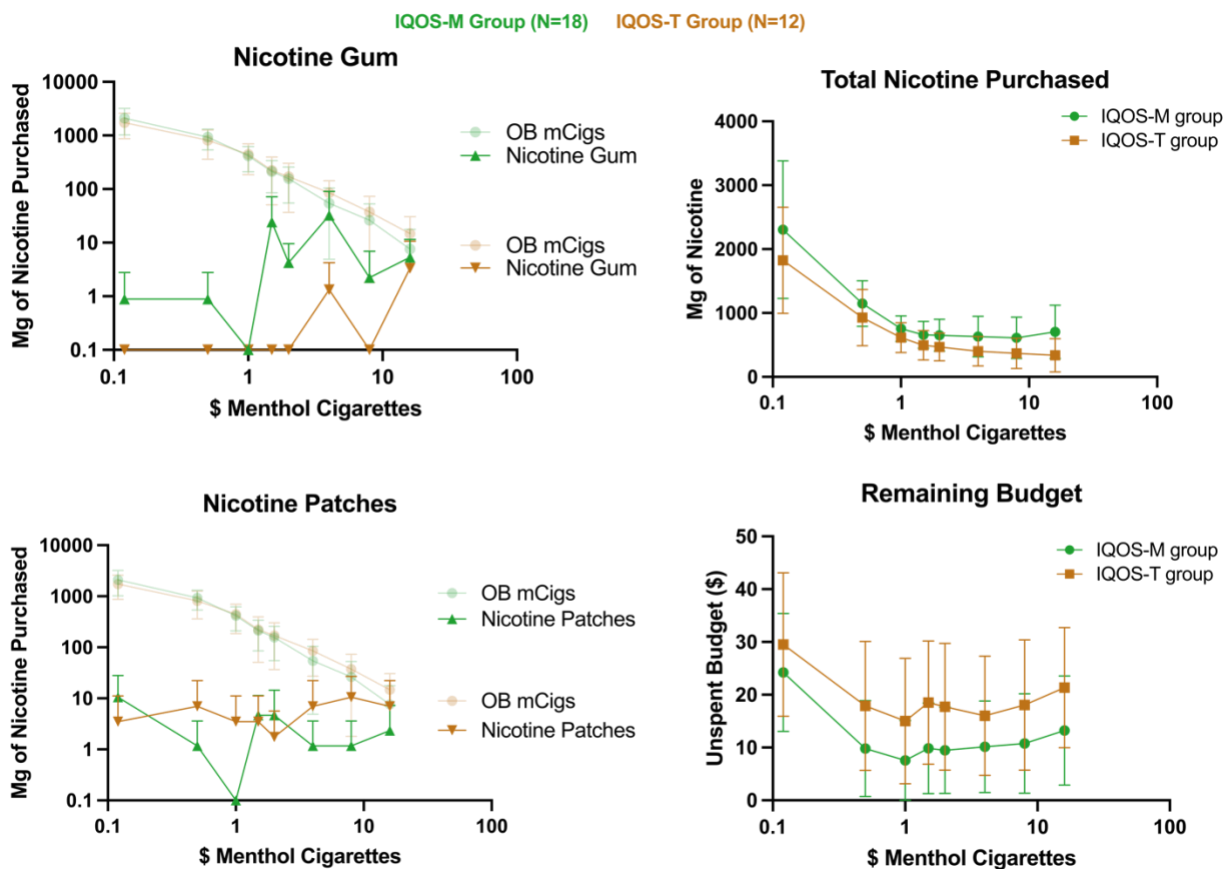 IQOS-M Group (N=18) IQOS-T Group (N=12)
Nicotine Gum
Mg of Nicotine Purchased
10000
1000
100
10
1
0.1
0.1 1 10 100
$ Menthol Cigarettes
OB mCigs
Nicotine Gum
OB mCigs
Nicotine Gum
Total Nicotine Purchased
Mg of Nicotine
4000
3000
2000
1000
0
0.1 1 10 100
$ Menthol Cigarettes
IQOS-M group
IQOS-T group
Nicotine Patches
Mg of Nicotine Purchased
10000
1000
100
10
1
0.1
0.1 1 10 100
$ Menthol Cigarettes
OB mCigs
Nicotine Patches
OB mCigs
Nicotine Patches
Remaining Budget
Unspent Budget ($)
50
40
30
20
10
0
0.1 1 10 100
$ Menthol Cigarettes
IQOS-M group
IQOS-T group